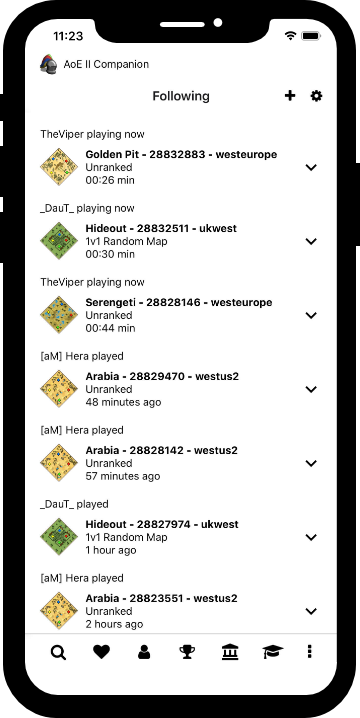 11:23
AoE II Companion
Following
TheViper playing now
Golden Pit - 28832883 - westeurope
Unranked
00:26 min
_DauT_ playing now
Hideout - 28832511 - ukwest
1v1 Random Map
00:30 min
TheViper playing now
Serengeti - 28828146 - westeurope
Unranked
00:44 min
[aM] Hera played
Arabia - 28829470 - westus2
Unranked
48 minutes ago
[aM] Hera played
Arabia - 28828142 - westus2
Unranked
57 minutes ago
_DauT_ played
Hideout - 28827974 - ukwest
1v1 Random Map
1 hour ago
[aM] Hera played
Arabia - 28823551 - westus2
Unranked
2 hours ago